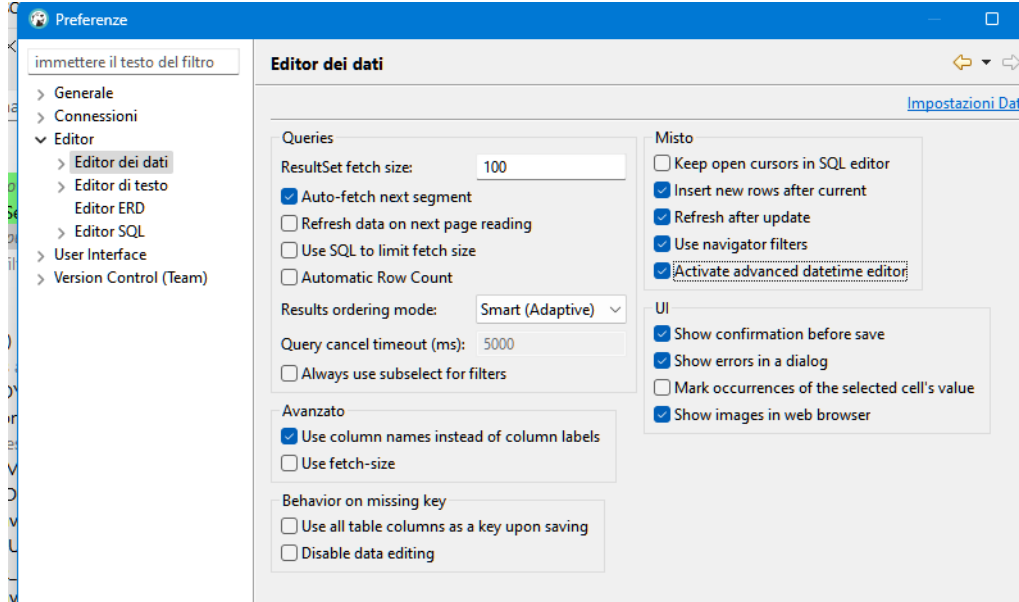 Preferenze
immettere il testo del filtro
Generale
Connessioni
Editor
Editor dei dati
Editor di testo
Editor ERD
Editor SQL
User Interface
Version Control (Team)
Editor dei dati
Impostazioni Dat
Queries
ResultSet fetch size: 100
Auto-fetch next segment
Refresh data on next page reading
Use SQL to limit fetch size
Automatic Row Count
Results ordering mode: Smart (Adaptive)
Query cancel timeout (ms): 5000
Always use subselect for filters
Avanzato
Use column names instead of column labels
Use fetch-size
Behavior on missing key
Use all table columns as a key upon saving
Disable data editing
Misto
Keep open cursors in SQL editor
Insert new rows after current
Refresh after update
Use navigator filters
Activate advanced datetime editor
UI
Show confirmation before save
Show errors in a dialog
Mark occurrences of the selected cell's value
Show images in web browser